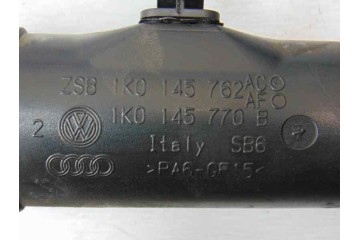 ZSB 1K0 145 762 AC
AF
2 1K0 145 770 B
Italy SB6
>PA6-GF15<